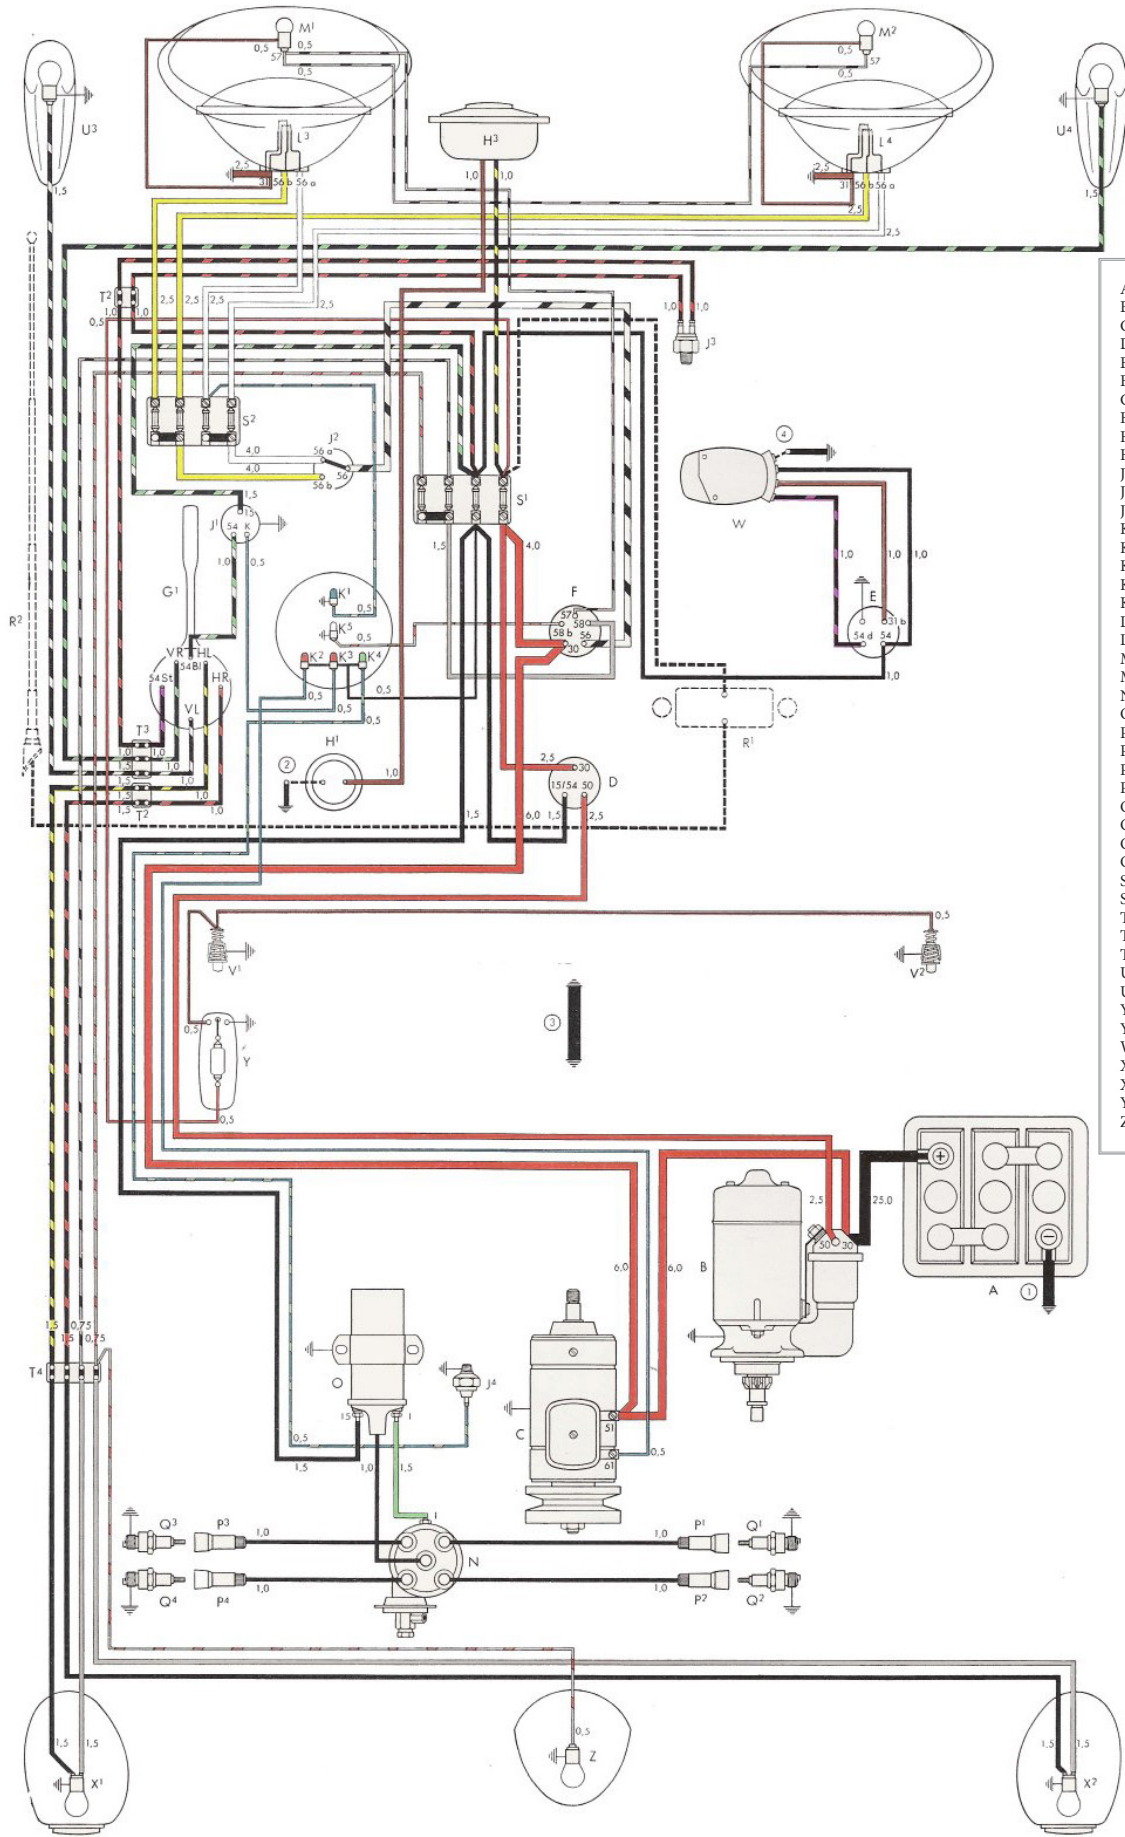 M¹
0,5
0,5
57
0,5
M²
0,5
57
0,5
U³
L³
H³
L⁴
U⁴
2,5
31
56 b
56 a
1,0
1,0
2,5
31
56 b
56 a
2,5
1,5
1,5
2,5
T²
1,0
1,0
0,5
2,5
2,5
2,5
2,5
1,0
1,0
J³
A
S²
J²
56 a
4,0
56
4,0
56 b
4
1,5
15
J¹
54
K
S¹
W
1,0
0,5
1,5
4,0
1,0
1,0
1,0
G¹
K¹
0,5
F
E
R²
K⁵
0,5
57
58
58 b
56
30
31 b
54 d
54
VR
HL
54Bl
K²
K³
K⁴
54St
HR
1,0
VL
0,5
0,5
0,5
T³
R¹
1,0
1,0
H¹
2
1,0
2,5
30
D
1,5
1,0
15/54
50
1,5
1,0
1,5
1,0
T²
1,5
6,0
1,5
2,5
0,5
V¹
V²
3
0,5
Y
0,5
2,5
25,0
50
30
6,0
6,0
B
A
1
1,5
0,75
1,5
0,75
T⁴
O
J⁴
15
1
C
51
0,5
61
0,5
1,5
1,0
1,5
1
Q³
P³
1,0
1,0
P¹
Q¹
N
Q⁴
P⁴
1,0
1,0
P²
Q²
0,5
Z
1,5
1,5
X¹
1,5
1,5
X²